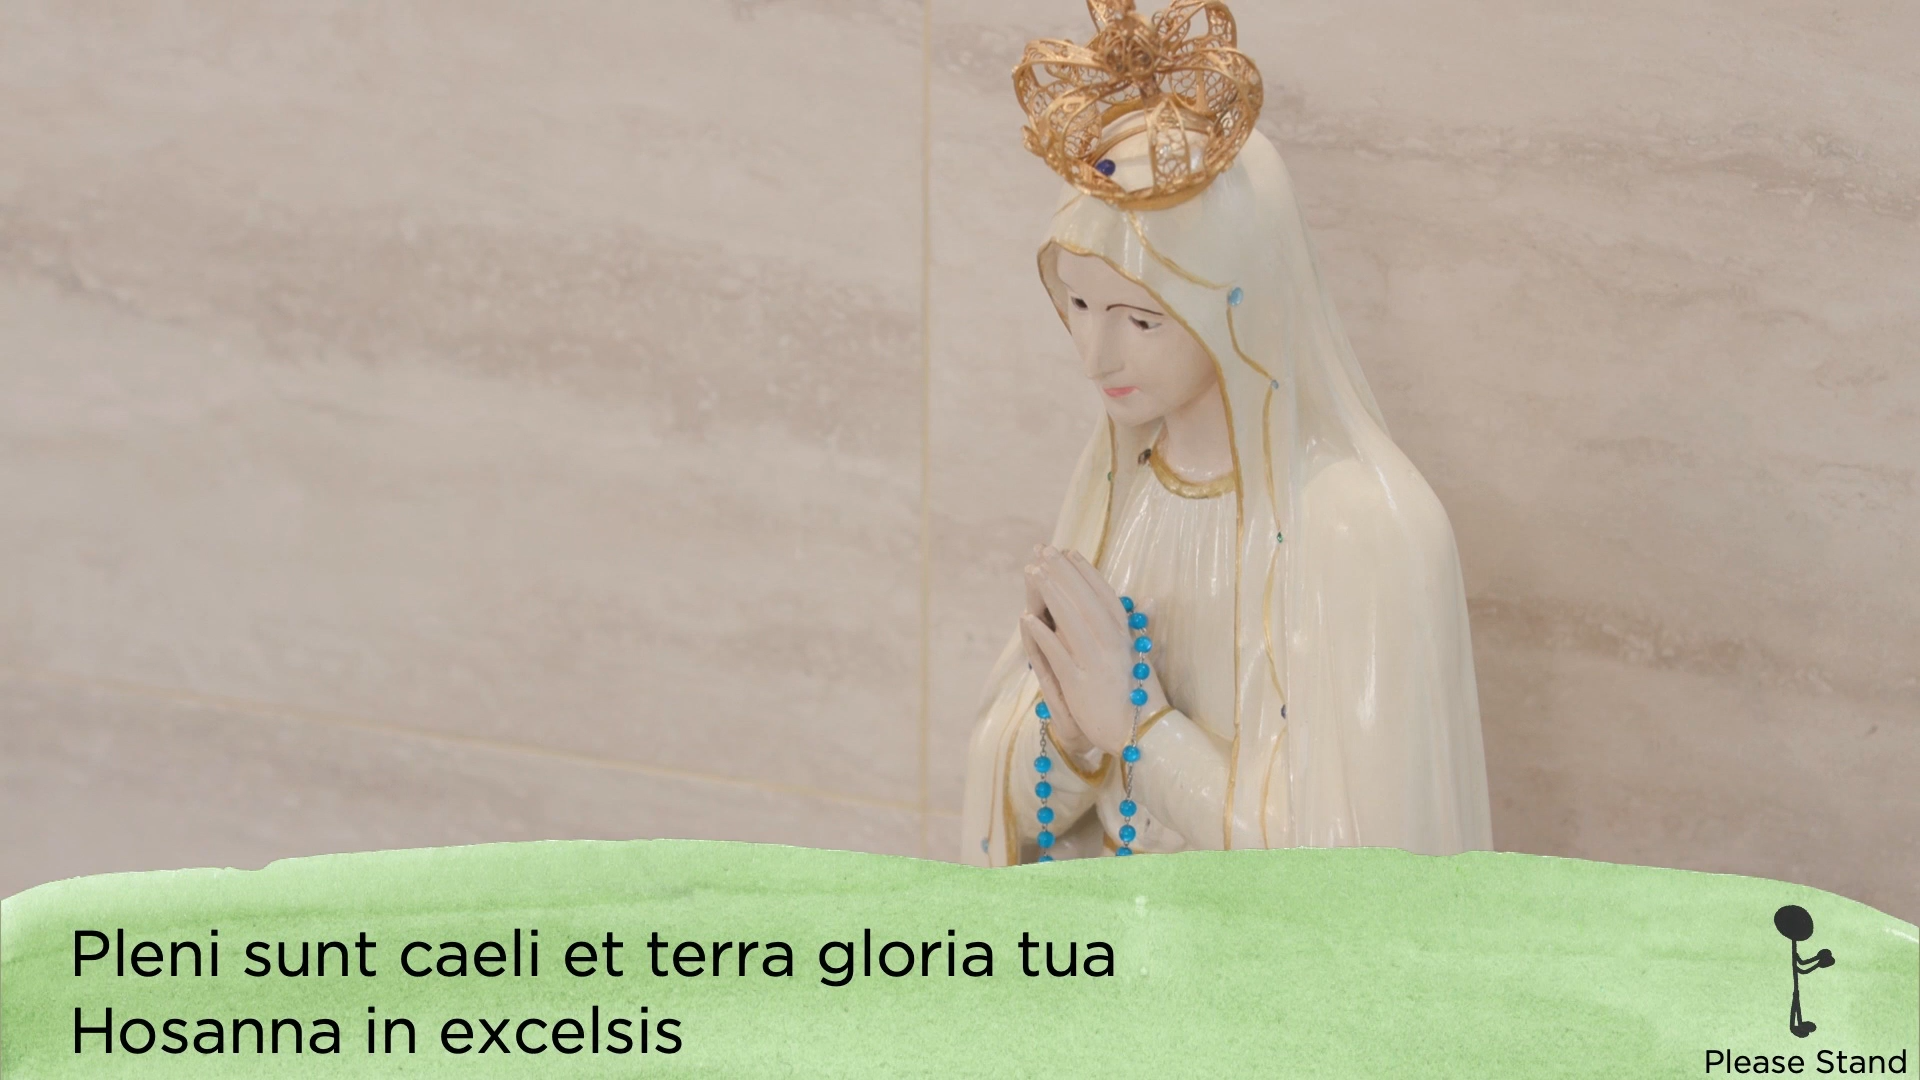 Pleni sunt caeli et terra gloria tua
Hosanna in excelsis
Please Stand